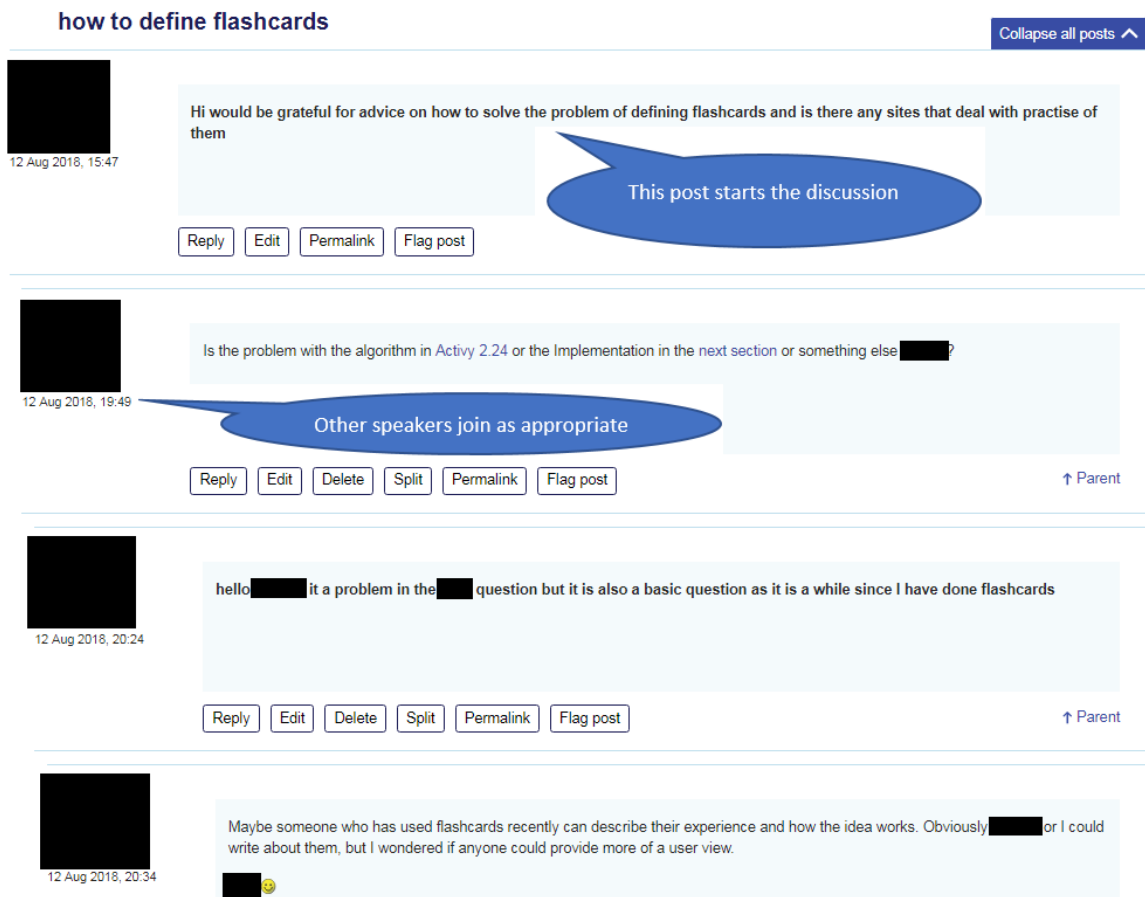 how to define flashcards
Collapse all posts
Hi would be grateful for advice on how to solve the problem of defining flashcards and is there any sites that deal with practise of
them
12 Aug 2018, 15:47
This post starts the discussion
Reply Edit Permalink Flag post
Is the problem with the algorithm in Activy 2.24 or the Implementation in the next section or something else ?
12 Aug 2018, 19:49
Other speakers join as appropriate
Reply Edit Delete Split Permalink Flag post ↑ Parent
hello it a problem in the question but it is also a basic question as it is a while since I have done flashcards
12 Aug 2018, 20:24
Reply Edit Delete Split Permalink Flag post ↑ Parent
Maybe someone who has used flashcards recently can describe their experience and how the idea works. Obviously or I could
write about them, but I wondered if anyone could provide more of a user view.
12 Aug 2018, 20:34